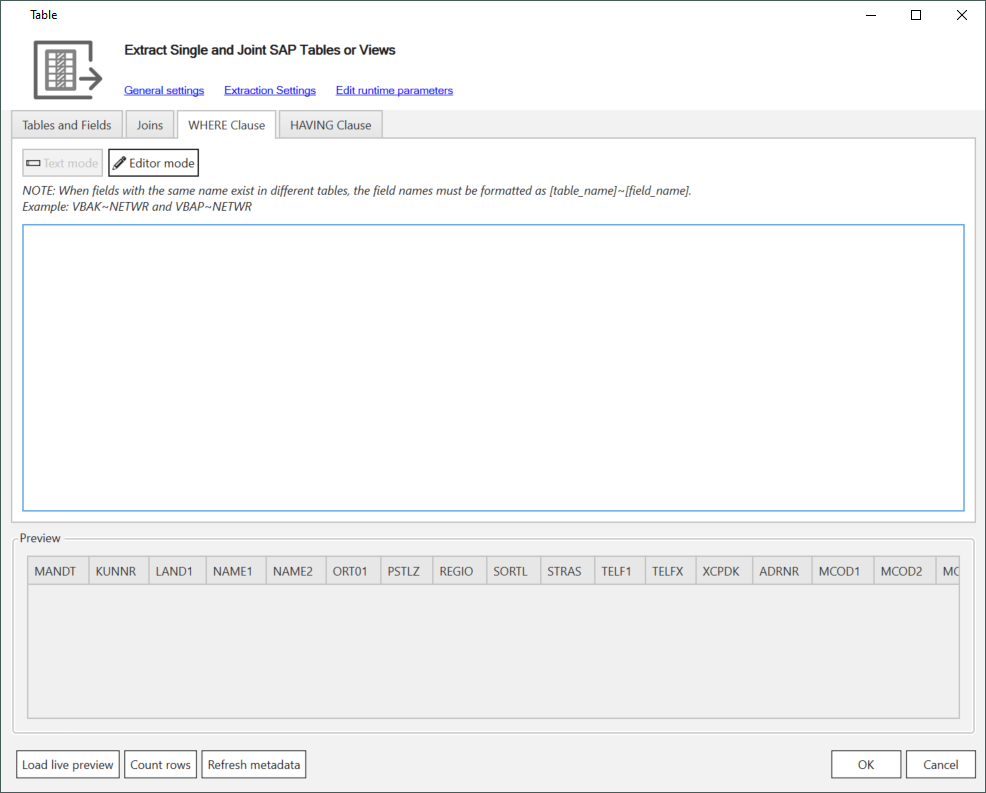 Table
Extract Single and Joint SAP Tables or Views
General settings Extraction Settings Edit runtime parameters
Tables and Fields Joins WHERE Clause HAVING Clause
Text mode Editor mode
NOTE: When fields with the same name exist in different tables, the field names must be formatted as [table_name]~[field_name].
Example: VBAK~NETWR and VBAP~NETWR
Preview
MANDT KUNNR LAND1 NAME1 NAME2 ORT01 PSTLZ REGIO SORTL STRAS TELF1 TELFX XCPDK ADRNR MCOD1 MCOD2
Load live preview Count rows Refresh metadata OK Cancel